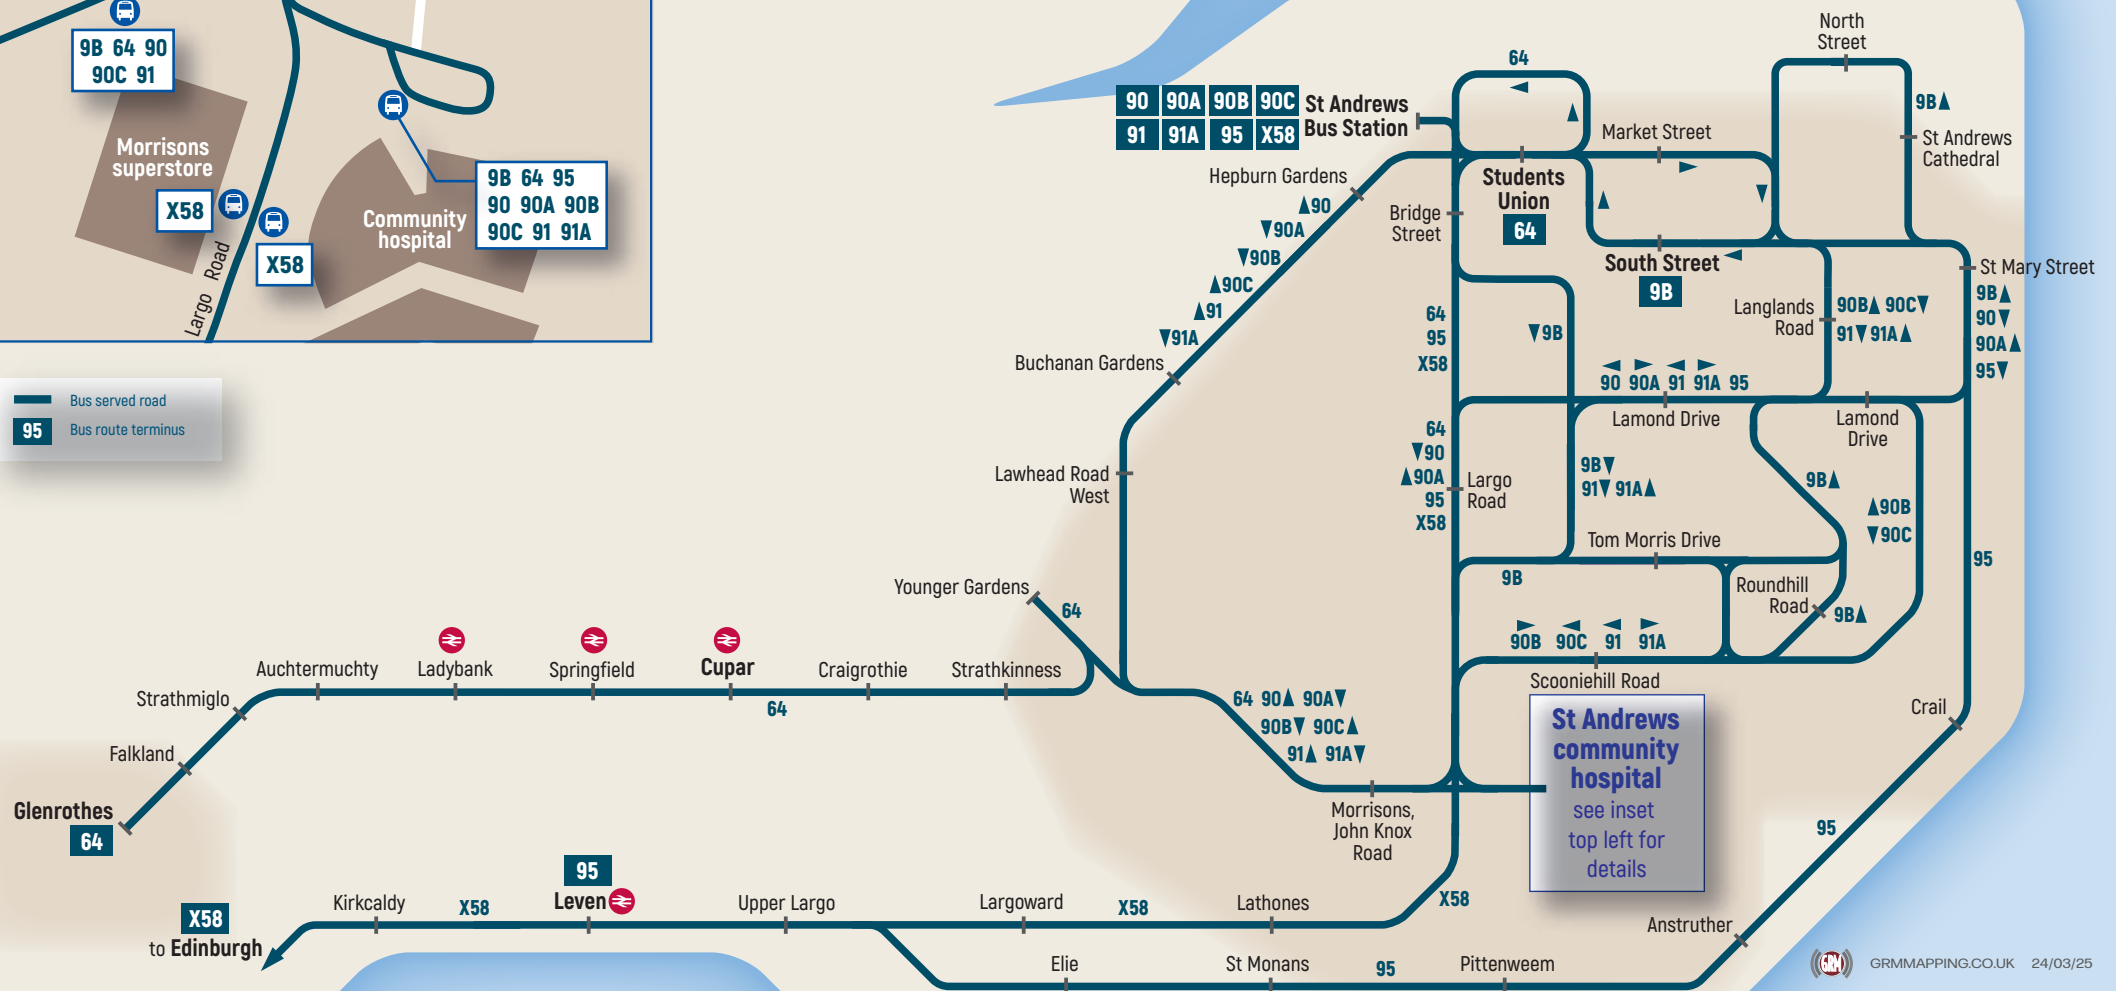 9B 64 90
90C 91
Morrisons
superstore
X58
X58
Largo Road
Community
hospital
9B 64 95
90 90A 90B
90C 91 91A
Bus served road
95
Bus route terminus
90 90A 90B 90C
91 91A 95 X58
St Andrews
Bus Station
64
North
Street
9B▲
St Andrews
Cathedral
Market Street
▶
▼
▲
◀
▲
Students
Union
64
South Street
◀
9B
St Mary Street
9B▲
90▼
90A▲
95▼
Langlands
Road
90B▲ 90C▼
91▼ 91A▲
Hepburn Gardens
▲90
▼90A
▼90B
▲90C
▲91
▼91A
Buchanan Gardens
Bridge
Street
64
95
X58
▼9B
◀ ▶ ◀ ▶
90 90A 91 91A 95
Lamond Drive
Lamond
Drive
64
▼90
▲90A
95
X58
Largo
Road
9B▼
91▼ 91A▲
9B▲
▲90B
▼90C
95
Lawhead Road
West
Tom Morris Drive
9B
Roundhill
Road
9B▲
▶ ◀ ◀ ▶
90B 90C 91 91A
Scooniehill Road
Younger Gardens
64
Strathkinness
Craigrothie
Cupar
Springfield
Ladybank
Auchtermuchty
64
Strathmiglo
Falkland
Glenrothes
64
64 90▲ 90A▼
90B▼ 90C▲
91▲ 91A▼
Morrisons,
John Knox
Road
St Andrews
community
hospital
see inset
top left for
details
Crail
95
Anstruther
X58
to Edinburgh
Kirkcaldy
X58
95
Leven
Upper Largo
Largoward
X58
Lathones
X58
Elie
St Monans
95
Pittenweem
GRM
GRMMAPPING.CO.UK 24/03/25